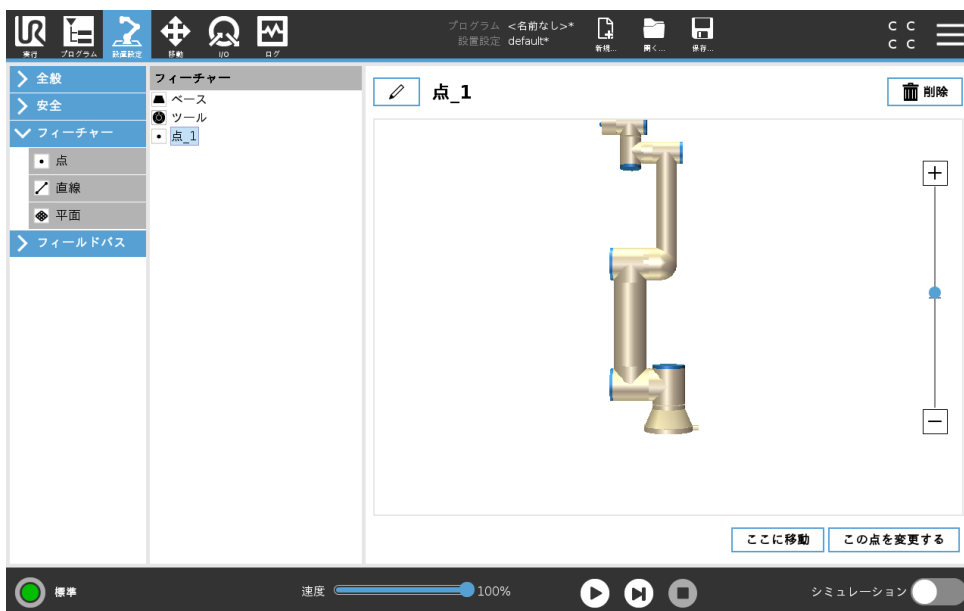 UR
実行
プログラム
設置設定
移動
I/O
ログ
プログラム <名前なし>*
設置設定 default*
新規...
開く...
保存...
C C
C C
全般
安全
フィーチャー
点
直線
平面
フィールドバス
フィーチャー
ベース
ツール
点_1
点_1
削除
ここに移動
この点を変更する
標準
速度
100%
シミュレーション